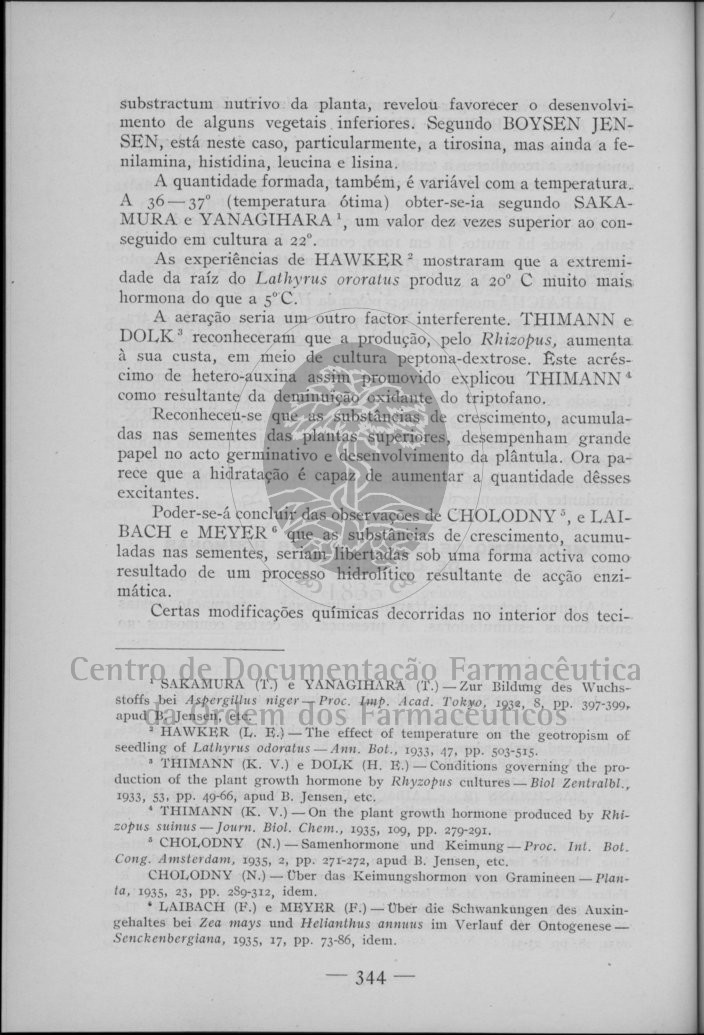 substractum nutrivo da planta, revelou favorecer o desenvolvi-
mento de alguns vegetais inferiores. Segundo BOYSEN JEN-
SEN, está neste caso, particularmente, a tirosina, mas ainda a fe-
nilamina, histidina, leucina e lisina.
A quantidade formada, também, é variável com a temperatura.
A 36—37° (temperatura ótima) obter-se-ia segundo SAKA-
MURA e YANAGIHARA ¹, um valor dez vezes superior ao con-
seguido em cultura a 22°.
As experiências de HAWKER ² mostraram que a extremi-
dade da raíz do Lathyrus ororatus produz a 20° C muito mais
hormona do que a 5° C.
A aeração seria um outro factor interferente. THIMANN e
DOLK ³ reconheceram que a produção, pelo Rhizopus, aumenta
à sua custa, em meio de cultura peptona-dextrose. Êste acrés-
cimo de hetero-auxina assim promovido explicou THIMANN ⁴
como resultante da deminuição oxidante do triptofano.
Reconheceu-se que as substâncias de crescimento, acumula-
das nas sementes das plantas superiores, desempenham grande
papel no acto germinativo e desenvolvimento da plântula. Ora pa-
rece que a hidratação é capaz de aumentar a quantidade dêsses
excitantes.
Poder-se-á concluir das observações de CHOLODNY ⁵, e LAI-
BACH e MEYER ⁶ que as substâncias de crescimento, acumu-
ladas nas sementes, seriam libertadas sob uma forma activa como
resultado de um processo hidrolítico resultante de acção enzi-
mática.
Certas modificações químicas decorridas no interior dos teci-
Centro de Documentação Farmacêutica
da Ordem dos Farmacêuticos
¹ SAKAMURA (T.) e YANAGIHARA (T.) — Zur Bildung des Wuchs-
stoffs bei Aspergillus niger — Proc. Imp. Acad. Tokyo, 1932, 8, pp. 397-399,
apud B. Jensen, etc.
² HAWKER (L. E.) — The effect of temperature on the geotropism of
seedling of Lathyrus odoratus — Ann. Bot., 1933, 47, pp. 503-515.
³ THIMANN (K. V.) e DOLK (H. E.) — Conditions governing the pro-
duction of the plant growth hormone by Rhyzopus cultures — Biol Zentralbl.,
1933, 53, pp. 49-66, apud B. Jensen, etc.
⁴ THIMANN (K. V.) — On the plant growth hormone produced by Rhi-
zopus suinus — Journ. Biol. Chem., 1935, 109, pp. 279-291.
⁵ CHOLODNY (N.) — Samenhormone und Keimung — Proc. Int. Bot.
Cong. Amsterdam, 1935, 2, pp. 271-272, apud B. Jensen, etc.
CHOLODNY (N.) — Über das Keimungshormon von Gramineen — Plan-
ta, 1935, 23, pp. 289-312, idem.
⁶ LAIBACH (F.) e MEYER (F.) — Über die Schwankungen des Auxin-
gehaltes bei Zea mays und Helianthus annuus im Verlauf der Ontogenese —
Senckenbergiana, 1935, 17, pp. 73-86, idem.
— 344 —